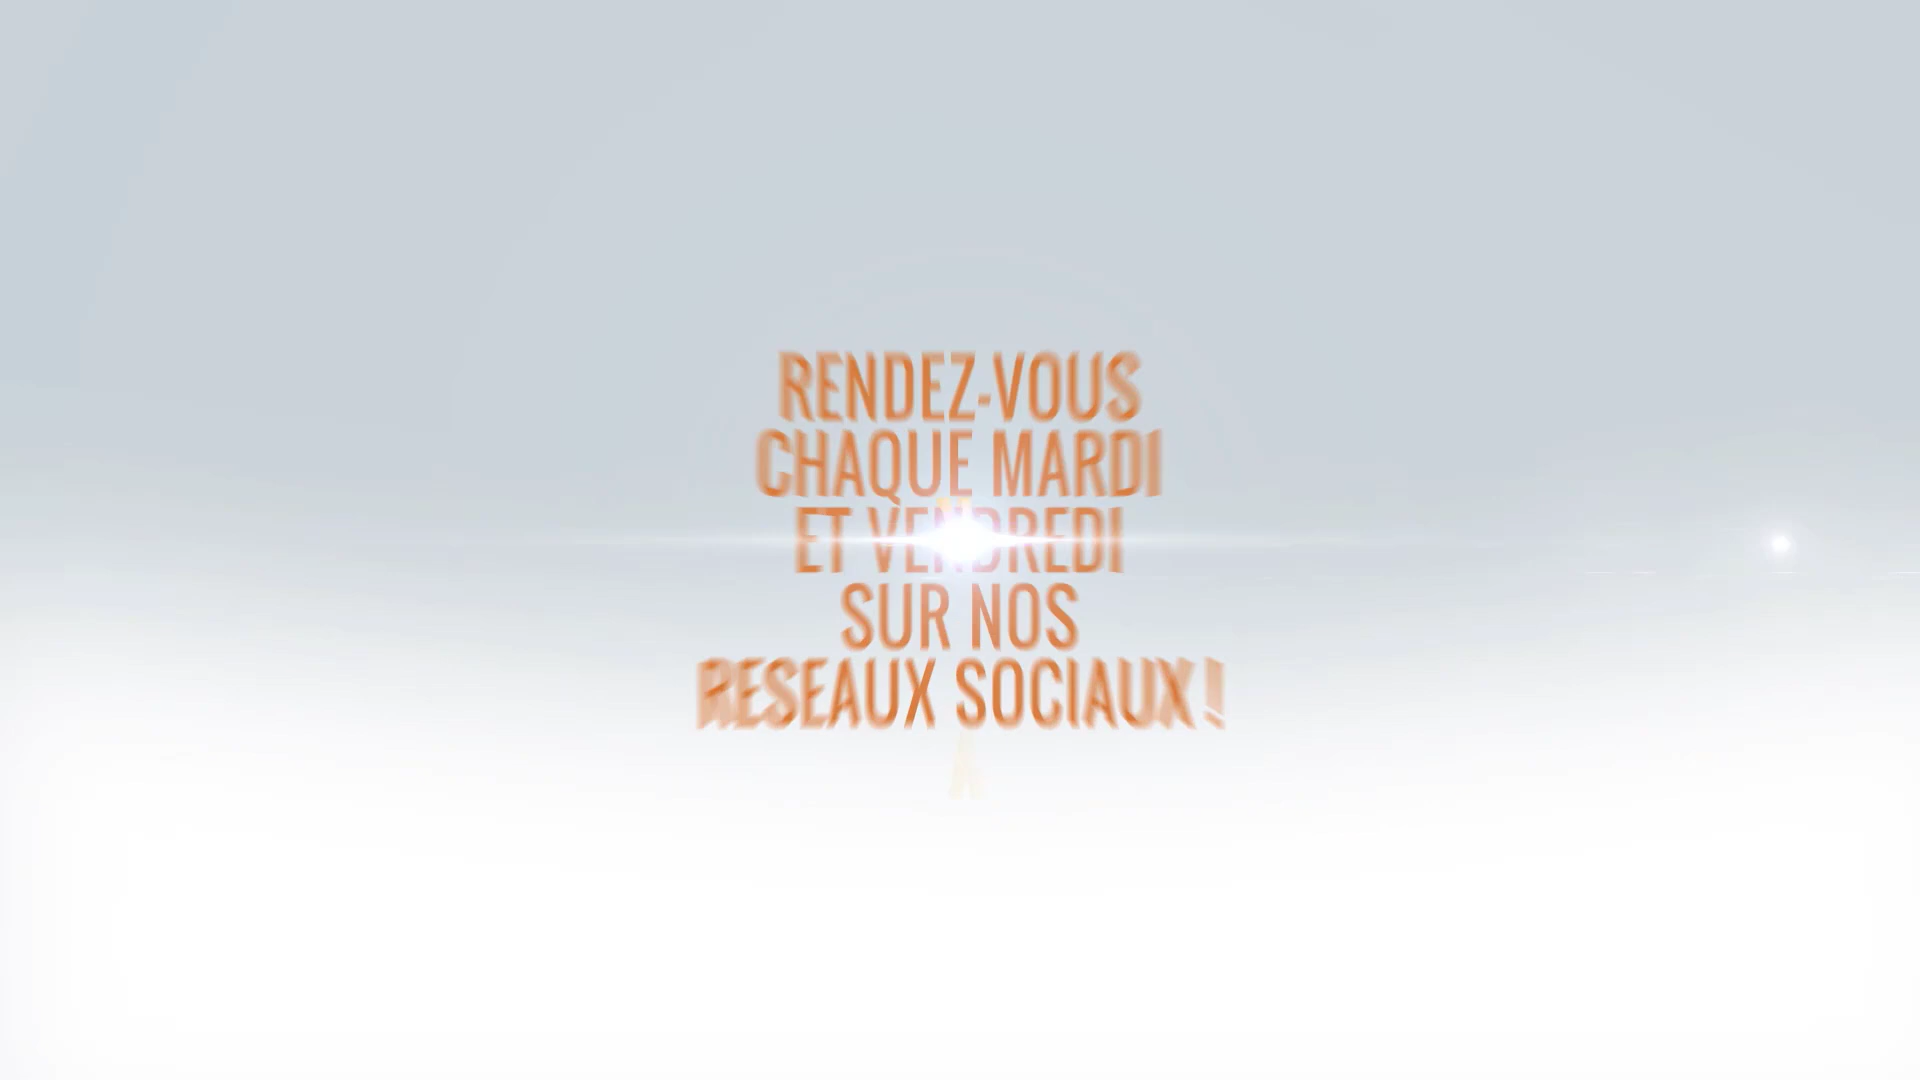 RENDEZ-VOUS
CHAQUE MARDI
ET VENDREDI
SUR NOS
RESEAUX SOCIAUX !